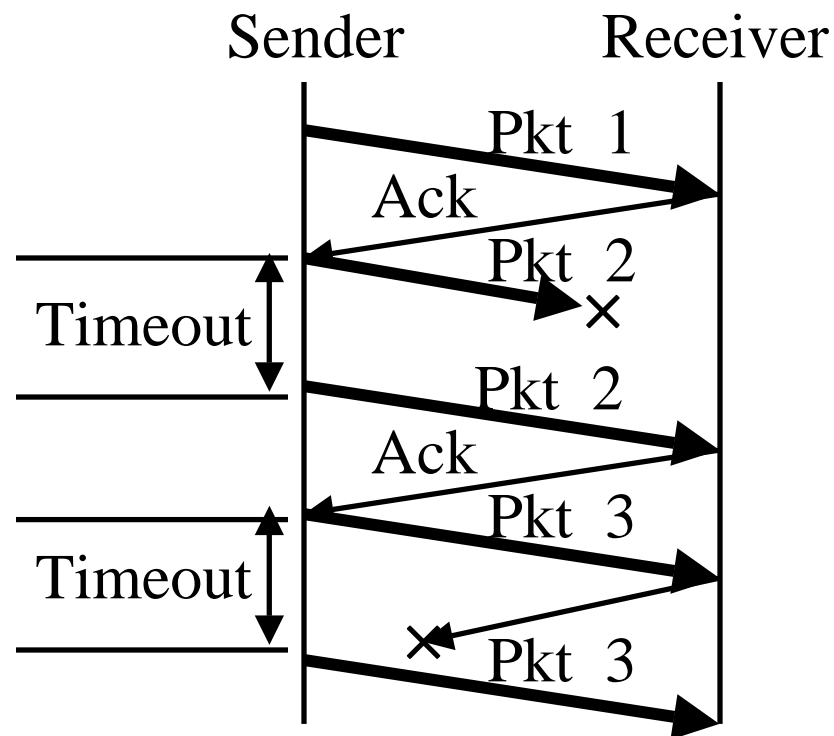 Sender Receiver
Pkt 1
Ack
Pkt 2
Timeout
Pkt 2
Ack
Pkt 3
Timeout
Pkt 3